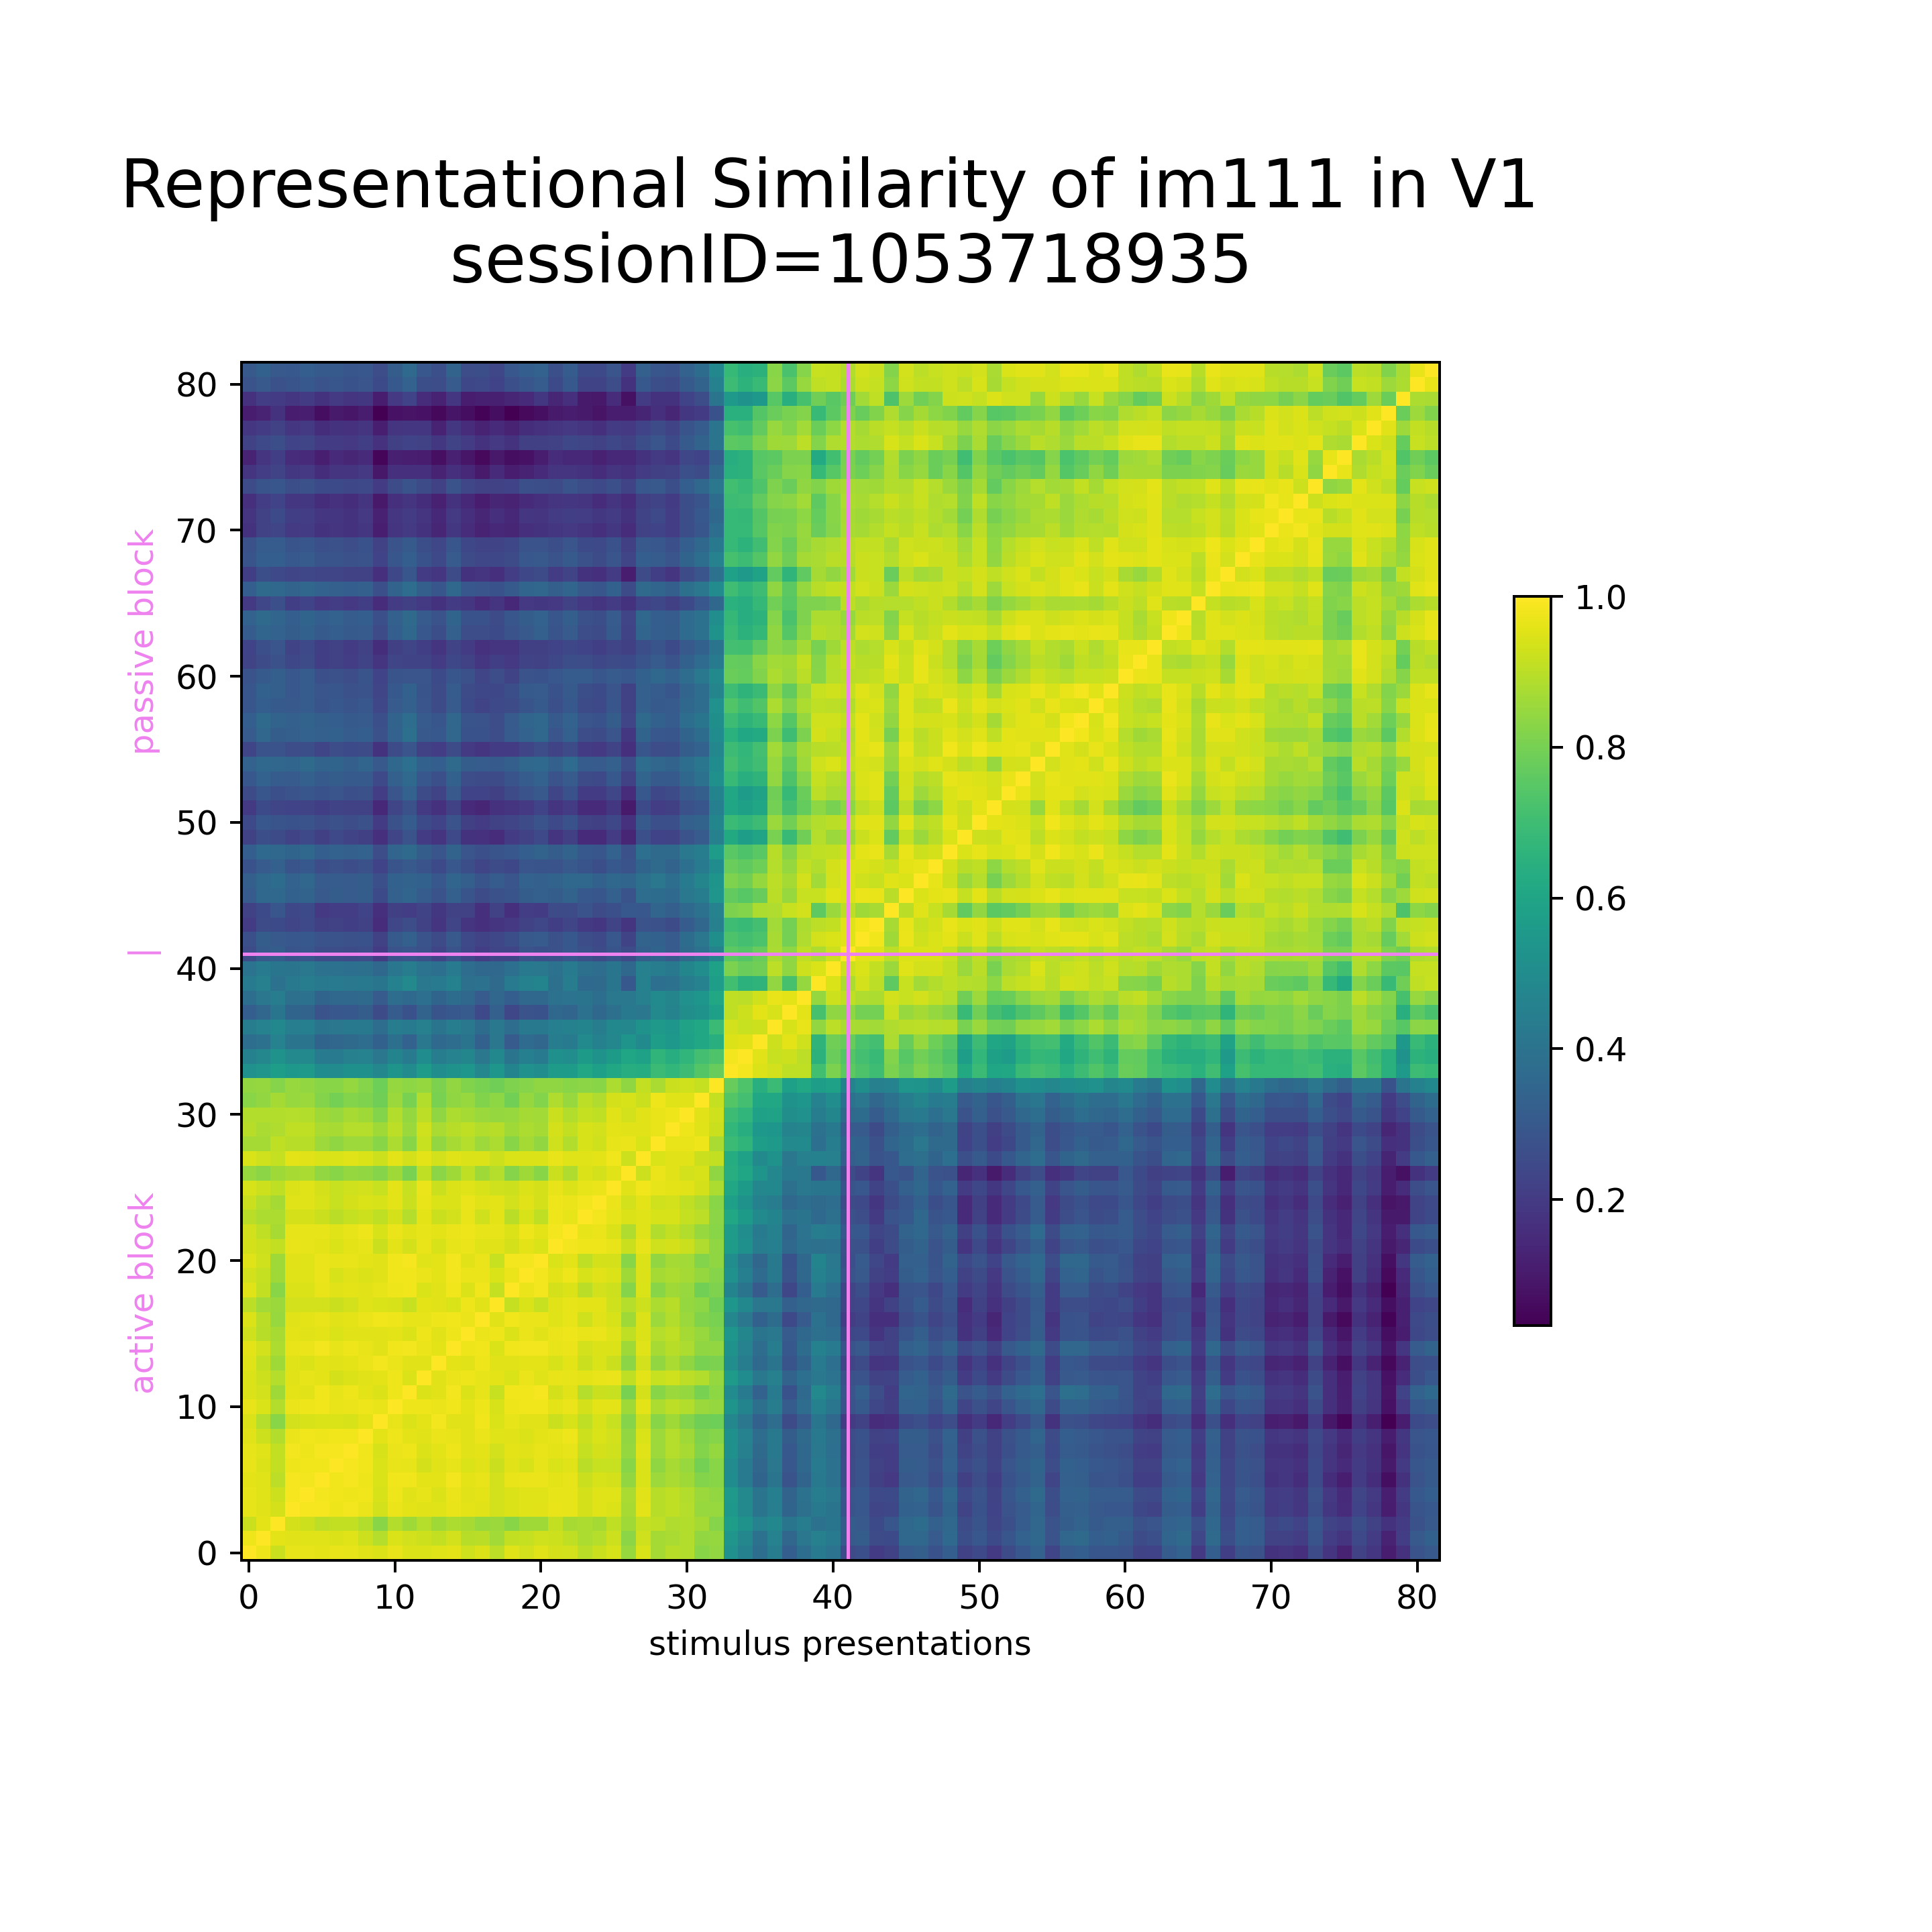 Representational Similarity of im111 in V1
sessionID=1053718935
80
70
60
50
40
30
20
10
0
passive block
|
active block
0 10 20 30 40 50 60 70 80
stimulus presentations
1.0
0.8
0.6
0.4
0.2